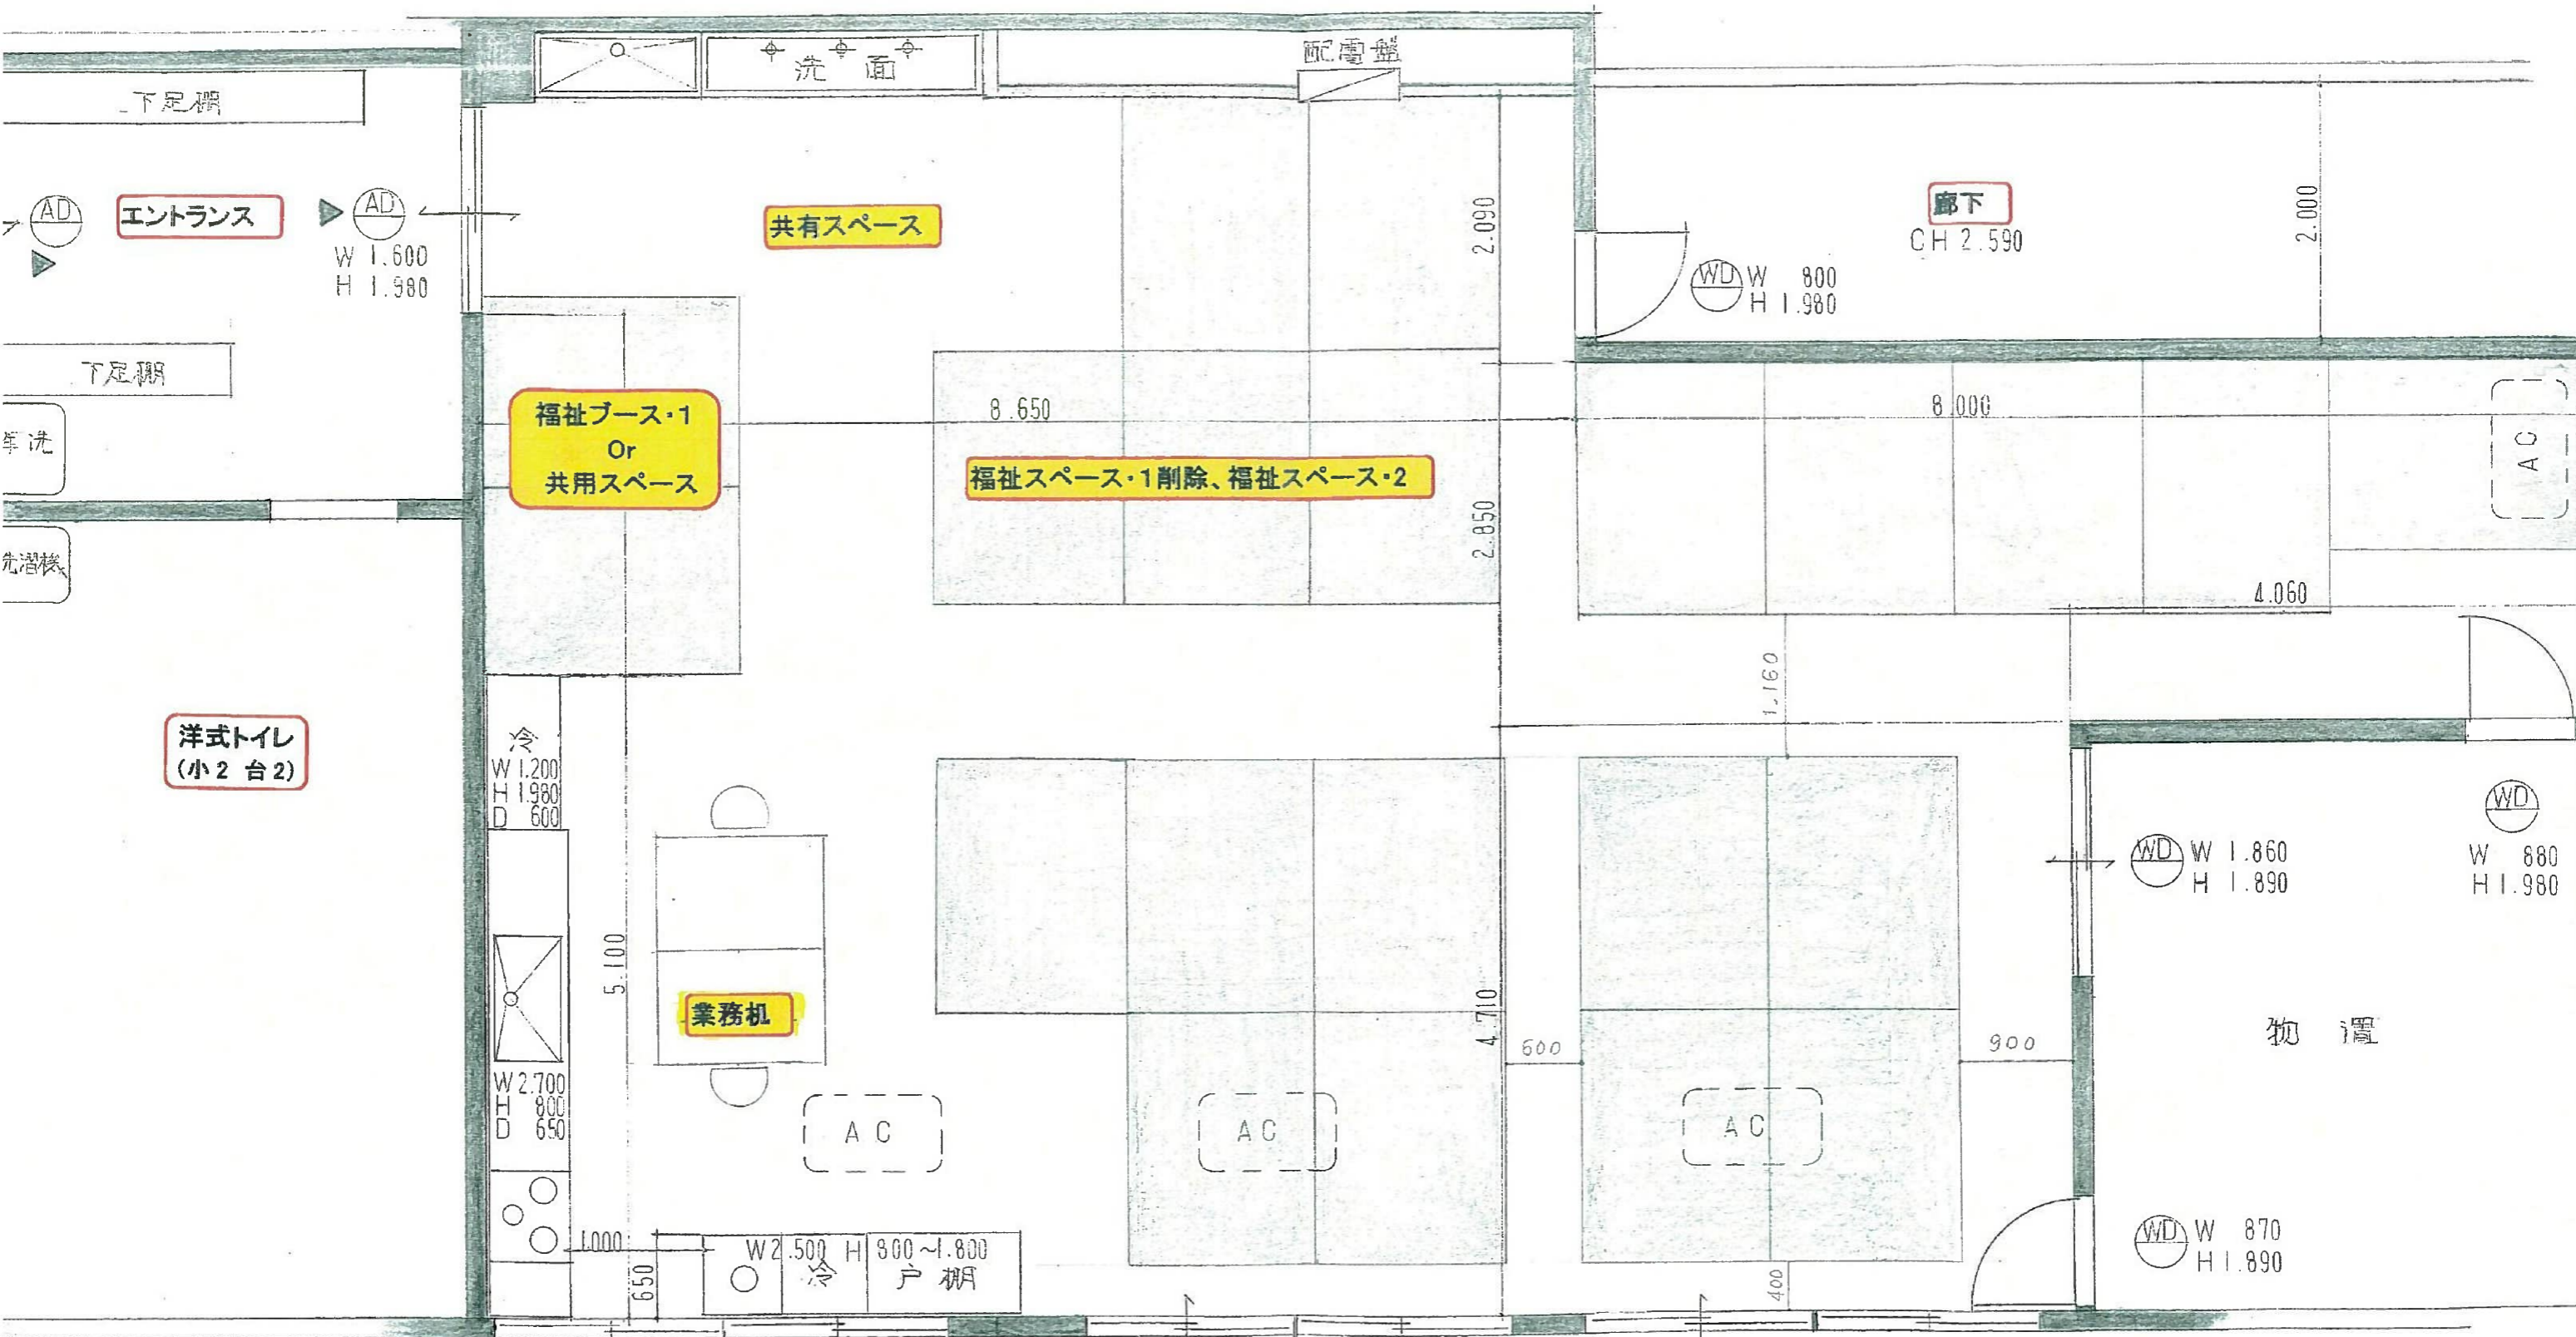 下足棚
洗面
配電盤
AD
エントランス
AD
W 1.600
H 1.980
共有スペース
2.090
廊下
CH 2.590
2.000
WD W 800
H 1.980
下足棚
洗
福祉ブース・1
Or
共用スペース
8.650
福祉スペース・1削除、福祉スペース・2
2.850
8.000
AC
洗濯機
4.060
1,160
洋式トイレ
(小2 台2)
冷
W 1.200
H 1.980
D 600
5.100
業務机
4.710
600
900
WD W 1.860
H 1.890
WD
W 880
H 1.980
物置
W 2.700
H 800
D 650
AC
AC
AC
1.000
650
W 2.500 H 800~1.800
冷 戸棚
400
WD W 870
H 1.890